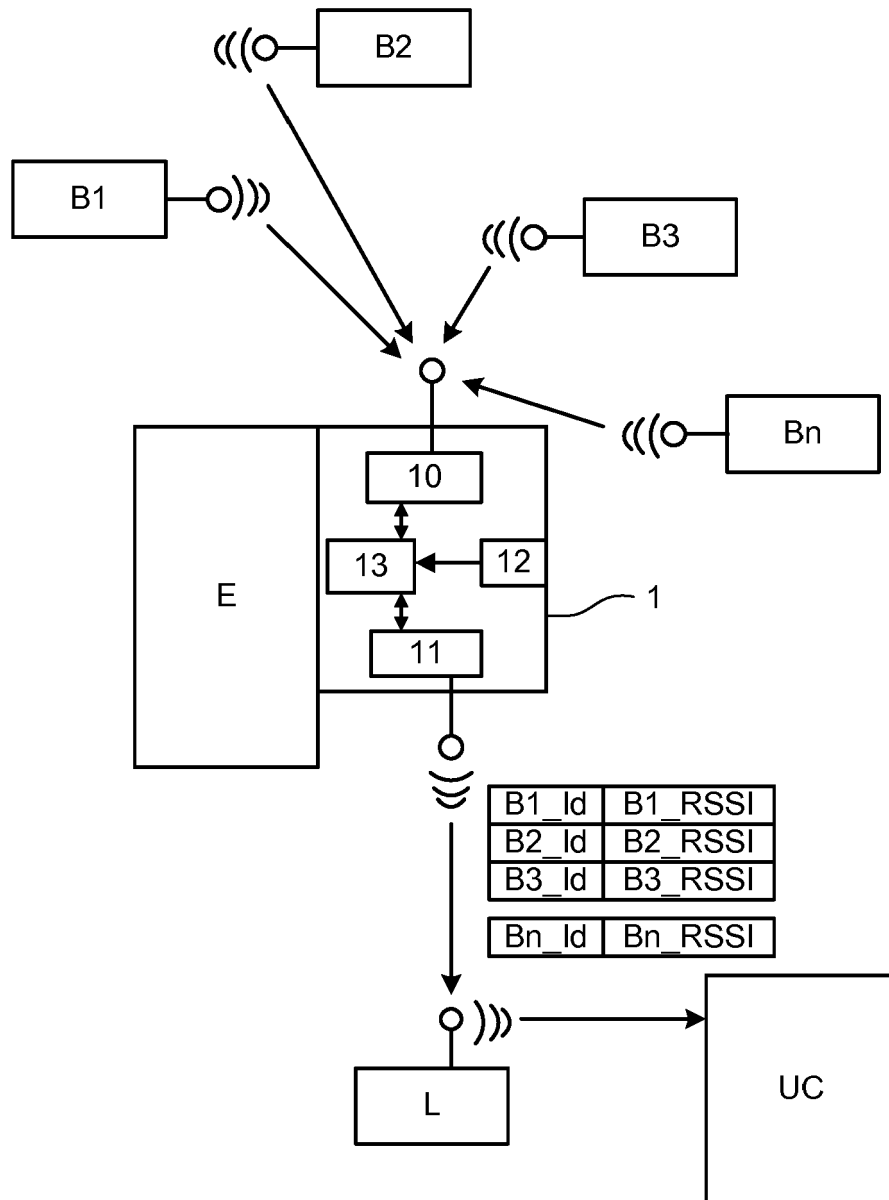 B2
B1
B3
Bn
10
13
12
E
1
11
B1_Id B1_RSSI
B2_Id B2_RSSI
B3_Id B3_RSSI
Bn_Id Bn_RSSI
UC
L